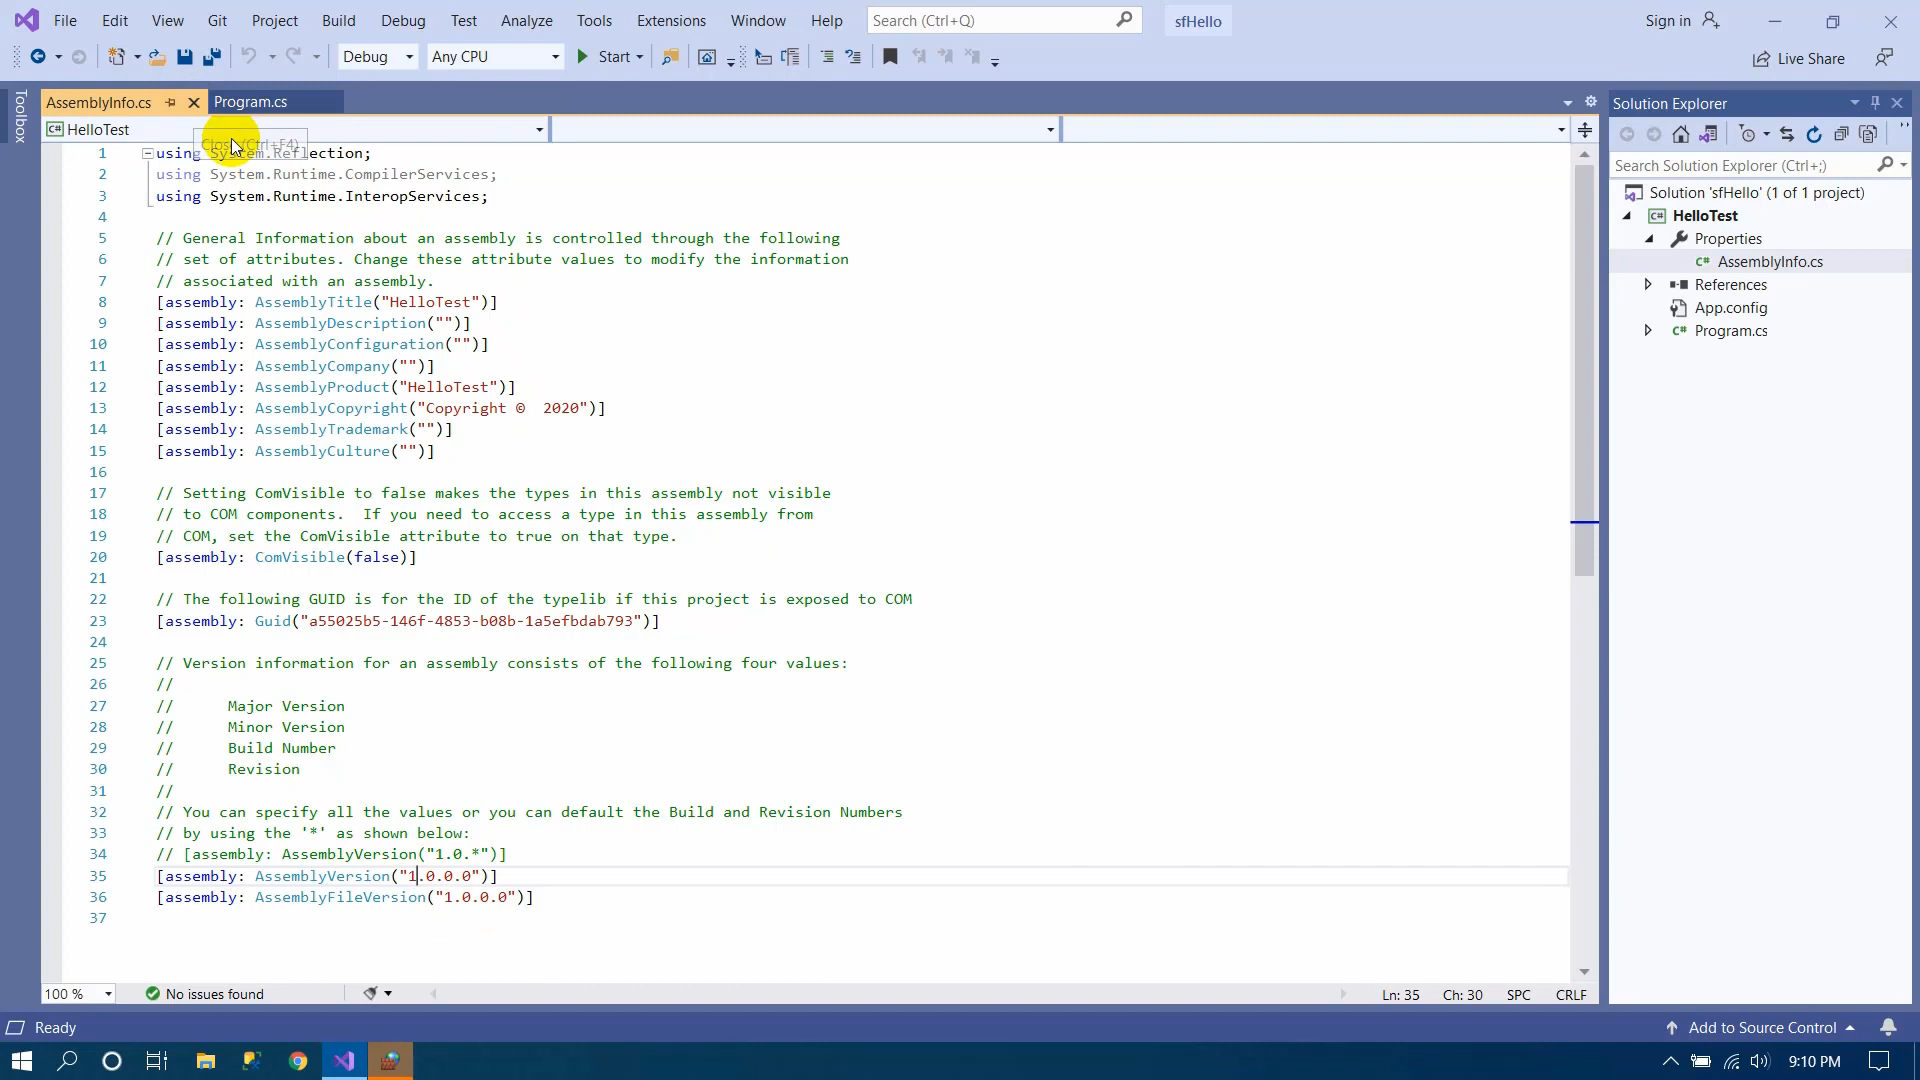 File Edit View Git Project Build Debug Test Analyze Tools Extensions Window Help Search (Ctrl+Q) sfHello Sign in
Debug Any CPU Start Live Share
Toolbox
AssemblyInfo.cs Program.cs
HelloTest
Close (Ctrl+F4)
1 using System.Reflection;
2 using System.Runtime.CompilerServices;
3 using System.Runtime.InteropServices;
4
5 // General Information about an assembly is controlled through the following
6 // set of attributes. Change these attribute values to modify the information
7 // associated with an assembly.
8 [assembly: AssemblyTitle("HelloTest")]
9 [assembly: AssemblyDescription("")]
10 [assembly: AssemblyConfiguration("")]
11 [assembly: AssemblyCompany("")]
12 [assembly: AssemblyProduct("HelloTest")]
13 [assembly: AssemblyCopyright("Copyright ©  2020")]
14 [assembly: AssemblyTrademark("")]
15 [assembly: AssemblyCulture("")]
16
17 // Setting ComVisible to false makes the types in this assembly not visible
18 // to COM components.  If you need to access a type in this assembly from
19 // COM, set the ComVisible attribute to true on that type.
20 [assembly: ComVisible(false)]
21
22 // The following GUID is for the ID of the typelib if this project is exposed to COM
23 [assembly: Guid("a55025b5-146f-4853-b08b-1a5efbdab793")]
24
25 // Version information for an assembly consists of the following four values:
26 //
27 //      Major Version
28 //      Minor Version
29 //      Build Number
30 //      Revision
31 //
32 // You can specify all the values or you can default the Build and Revision Numbers
33 // by using the '*' as shown below:
34 // [assembly: AssemblyVersion("1.0.*")]
35 [assembly: AssemblyVersion("1.0.0.0")]
36 [assembly: AssemblyFileVersion("1.0.0.0")]
37
100 % No issues found Ln: 35 Ch: 30 SPC CRLF
Solution Explorer
Search Solution Explorer (Ctrl+;)
Solution 'sfHello' (1 of 1 project)
HelloTest
Properties
AssemblyInfo.cs
References
App.config
Program.cs
Ready Add to Source Control
9:10 PM